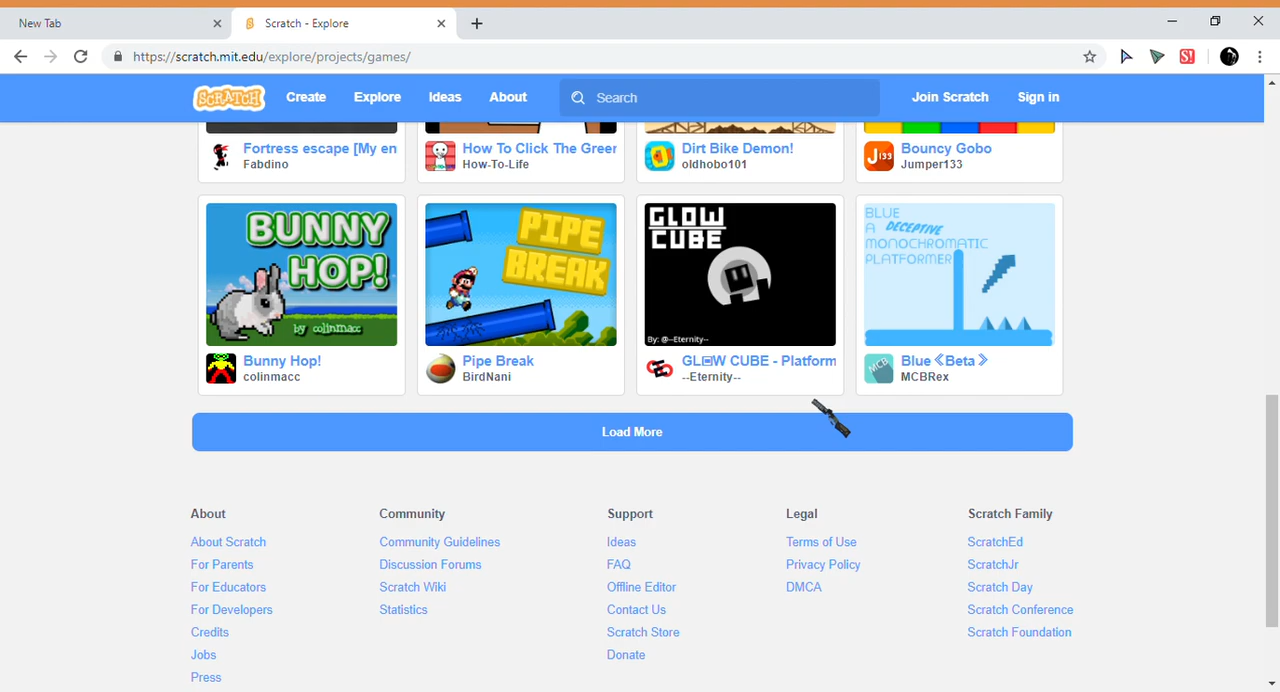 New Tab
Scratch - Explore
https://scratch.mit.edu/explore/projects/games/
SCRATCH
Create
Explore
Ideas
About
Search
Join Scratch
Sign in
Fortress escape [My en
Fabdino
How To Click The Greer
How-To-Life
Dirt Bike Demon!
oldhobo101
J133
Bouncy Gobo
Jumper133
BUNNY
HOP!
by colinmacc
Bunny Hop!
colinmacc
PIPE
BREAK
Pipe Break
BirdNani
GLOW
CUBE
By: @--Eternity--
GL⊡W CUBE - Platform
--Eternity--
BLUE
A DECEPTIVE
MONOCHROMATIC
PLATFORMER
MCB
Blue《Beta》
MCBRex
Load More
About
About Scratch
For Parents
For Educators
For Developers
Credits
Jobs
Press
Community
Community Guidelines
Discussion Forums
Scratch Wiki
Statistics
Support
Ideas
FAQ
Offline Editor
Contact Us
Scratch Store
Donate
Legal
Terms of Use
Privacy Policy
DMCA
Scratch Family
ScratchEd
ScratchJr
Scratch Day
Scratch Conference
Scratch Foundation